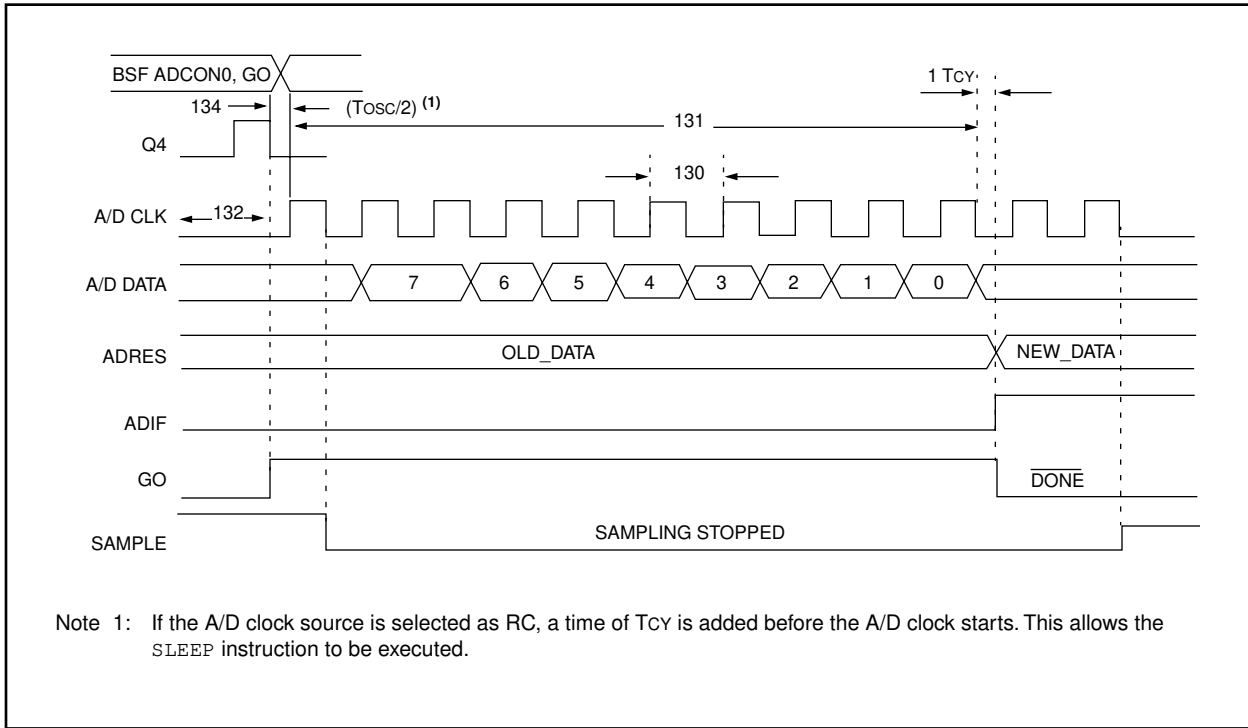 BSF ADCON0, GO
134
(TOSC/2) (1)
1 TCY
131
Q4
130
A/D CLK
132
A/D DATA
7 6 5 4 3 2 1 0
ADRES
OLD_DATA
NEW_DATA
ADIF
GO
DONE
SAMPLE
SAMPLING STOPPED
Note 1: If the A/D clock source is selected as RC, a time of TCY is added before the A/D clock starts. This allows the
SLEEP instruction to be executed.